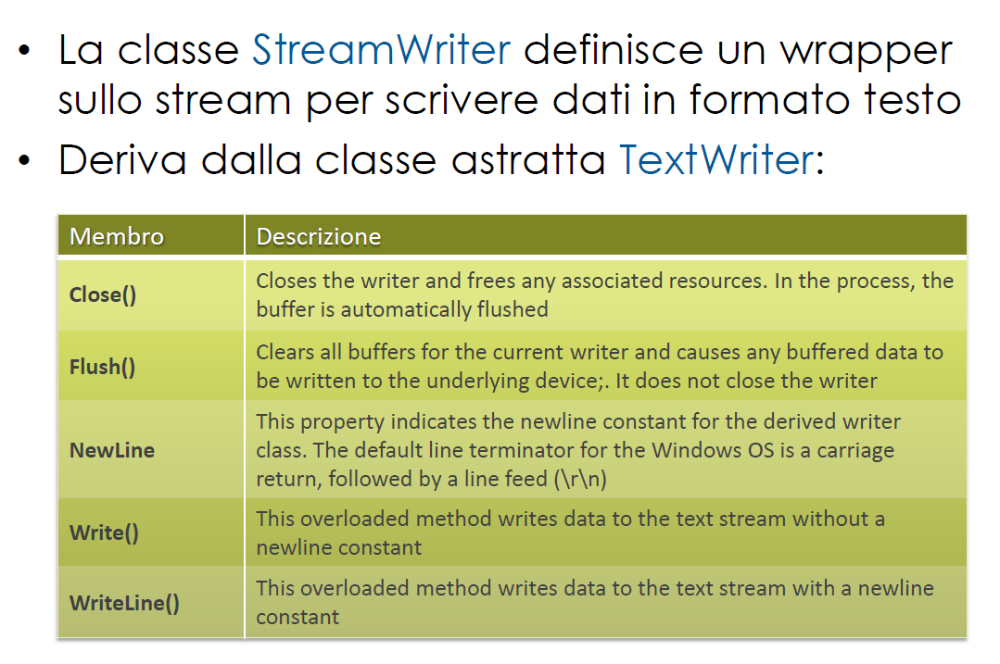 • La classe StreamWriter definisce un wrapper
sullo stream per scrivere dati in formato testo
• Deriva dalla classe astratta TextWriter:
Membro Descrizione
Close() Closes the writer and frees any associated resources. In the process, the
buffer is automatically flushed
Flush() Clears all buffers for the current writer and causes any buffered data to
be written to the underlying device;. It does not close the writer
NewLine This property indicates the newline constant for the derived writer
class. The default line terminator for the Windows OS is a carriage
return, followed by a line feed (\r\n)
Write() This overloaded method writes data to the text stream without a
newline constant
WriteLine() This overloaded method writes data to the text stream with a newline
constant